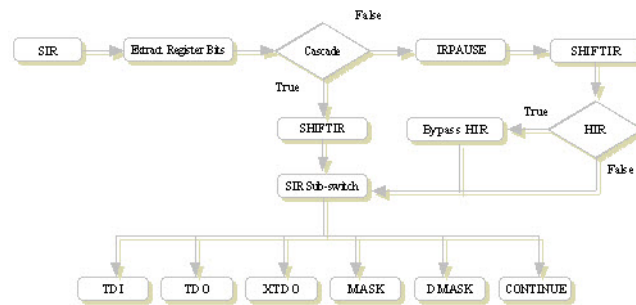 False
SIR
Extract Register Bits
Cascade
IRPAUSE
SHIFTIR
True
True
SHIFTIR
Bypass HIR
HIR
False
SIR Sub-switch
TDI
TDO
XTDO
MASK
DMASK
CONTINUE